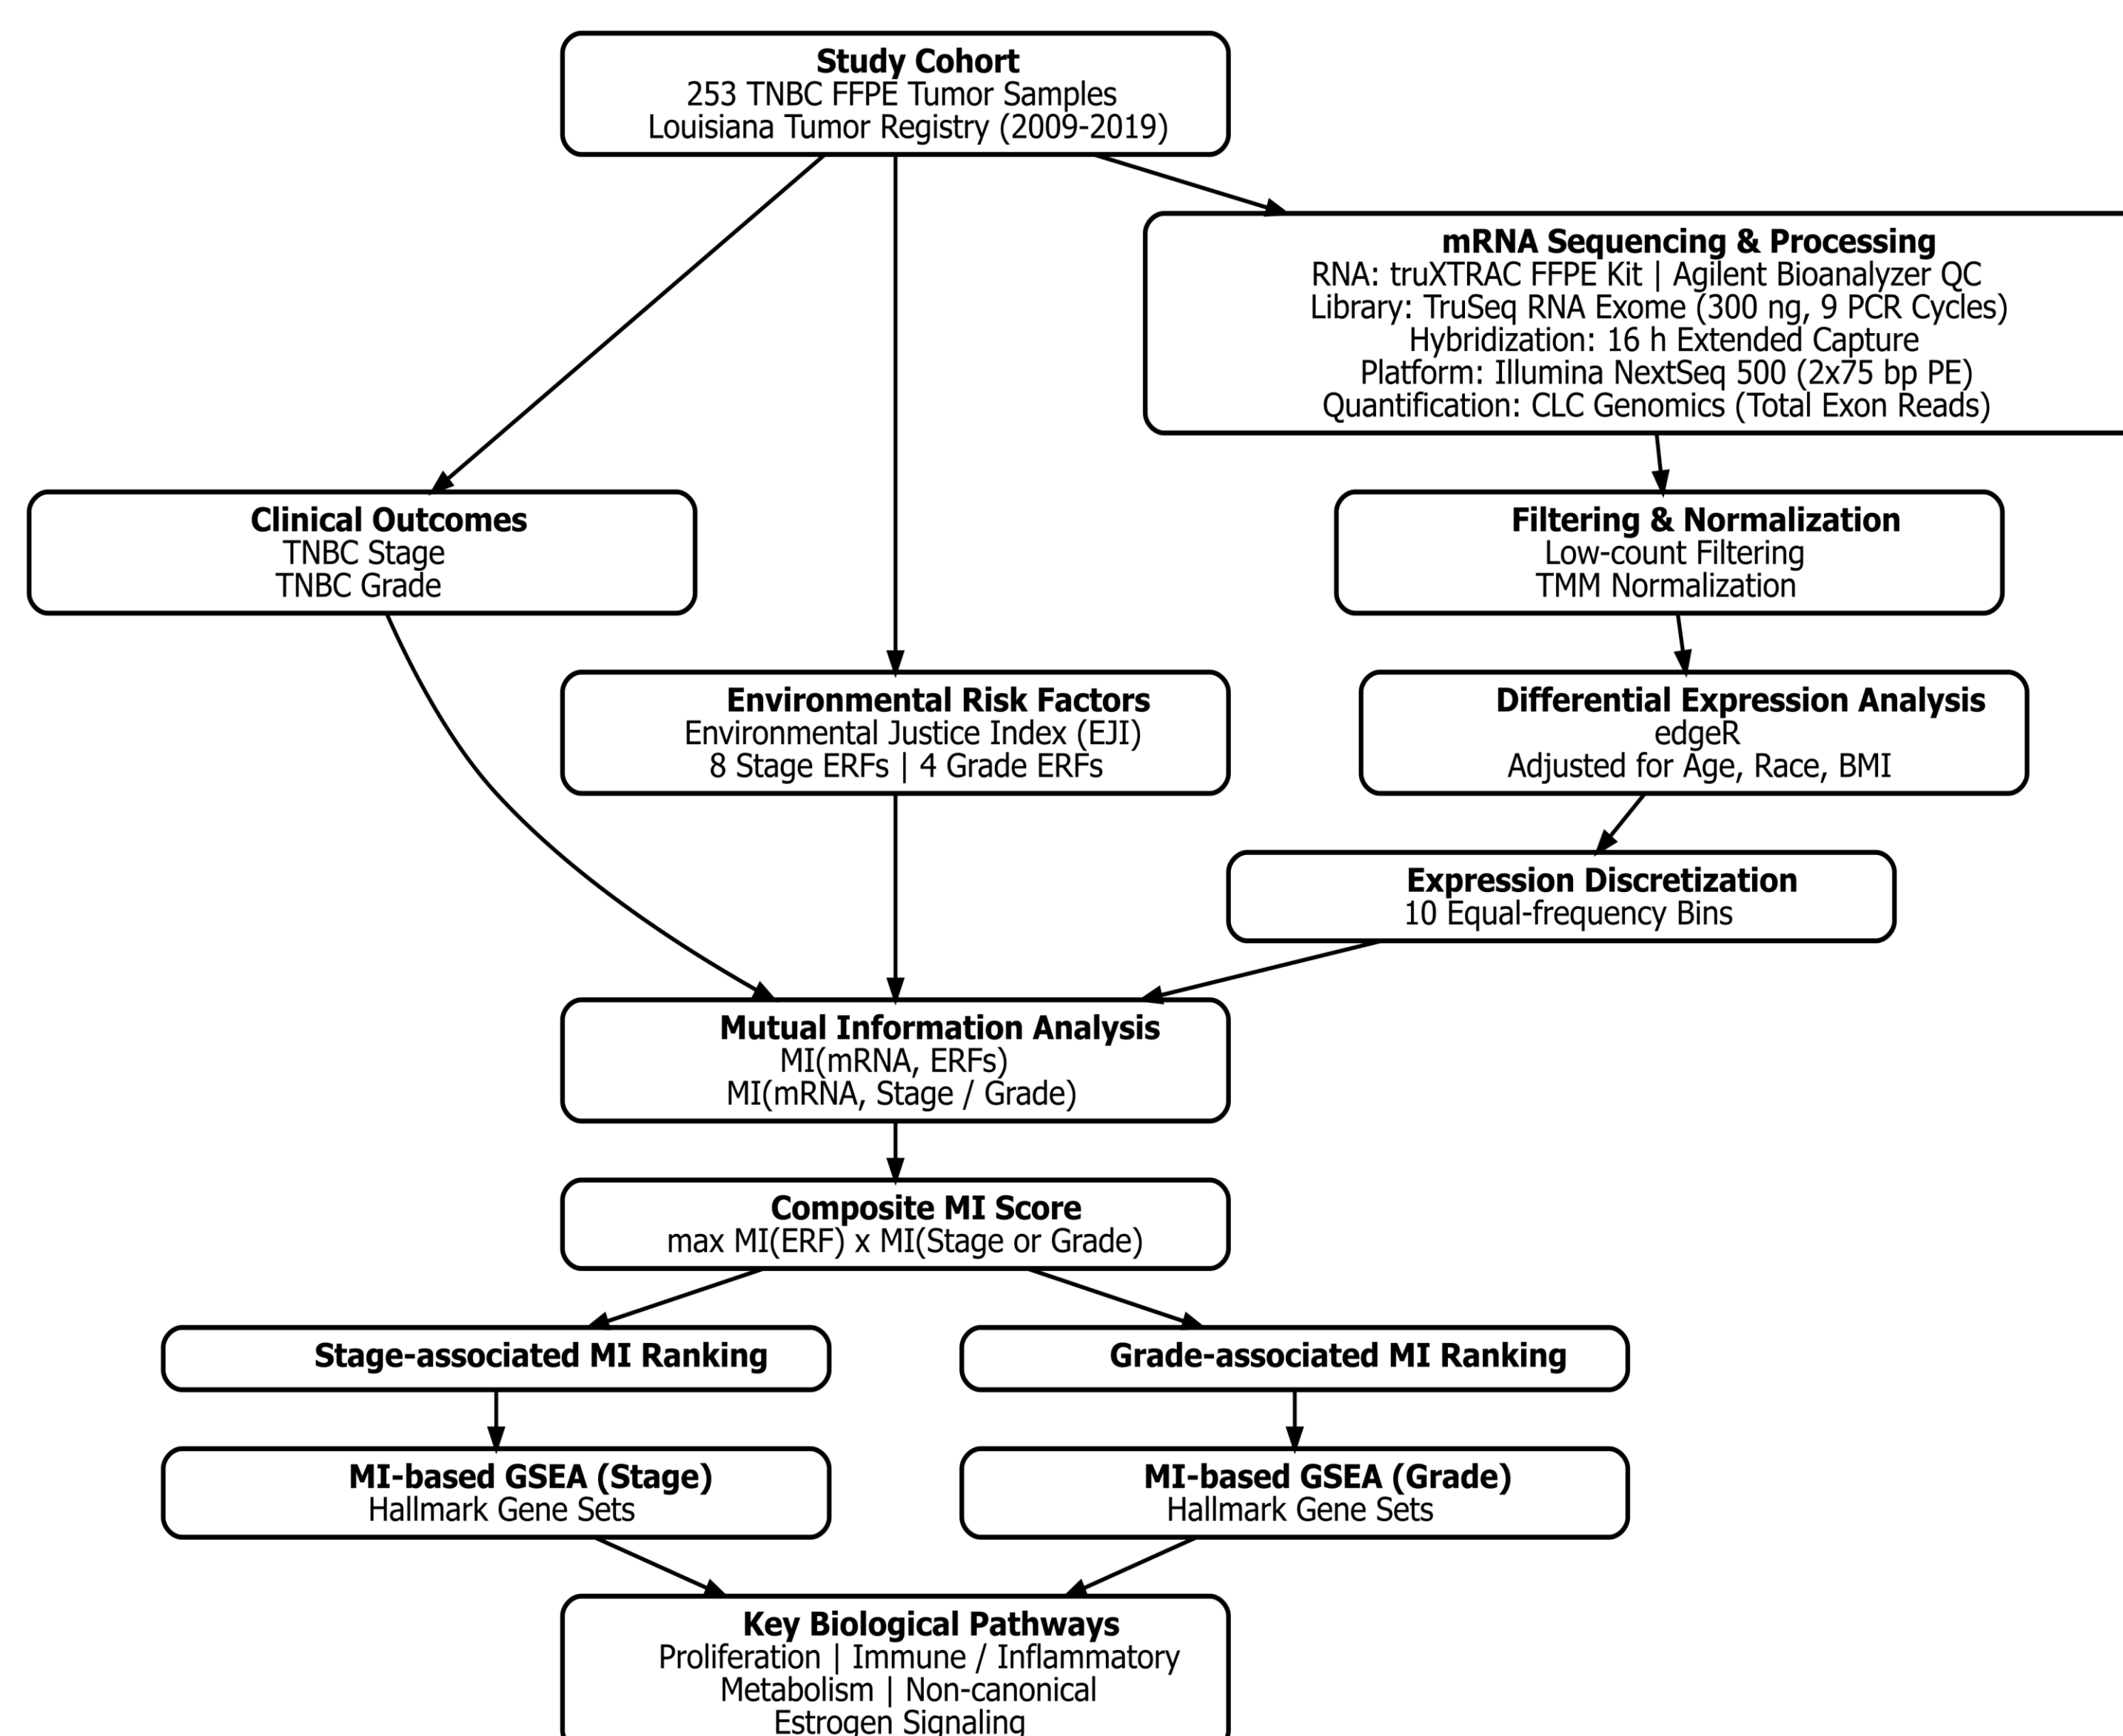 Study Cohort
253 TNBC FFPE Tumor Samples
Louisiana Tumor Registry (2009-2019)
mRNA Sequencing & Processing
RNA: truXTRAC FFPE Kit | Agilent Bioanalyzer QC
Library: TruSeq RNA Exome (300 ng, 9 PCR Cycles)
Hybridization: 16 h Extended Capture
Platform: Illumina NextSeq 500 (2x75 bp PE)
Quantification: CLC Genomics (Total Exon Reads)
Clinical Outcomes
TNBC Stage
TNBC Grade
Filtering & Normalization
Low-count Filtering
TMM Normalization
Environmental Risk Factors
Environmental Justice Index (EJI)
8 Stage ERFs | 4 Grade ERFs
Differential Expression Analysis
edgeR
Adjusted for Age, Race, BMI
Expression Discretization
10 Equal-frequency Bins
Mutual Information Analysis
MI(mRNA, ERFs)
MI(mRNA, Stage / Grade)
Composite MI Score
max MI(ERF) x MI(Stage or Grade)
Stage-associated MI Ranking
Grade-associated MI Ranking
MI-based GSEA (Stage)
Hallmark Gene Sets
MI-based GSEA (Grade)
Hallmark Gene Sets
Key Biological Pathways
Proliferation | Immune / Inflammatory
Metabolism | Non-canonical
Estrogen Signaling